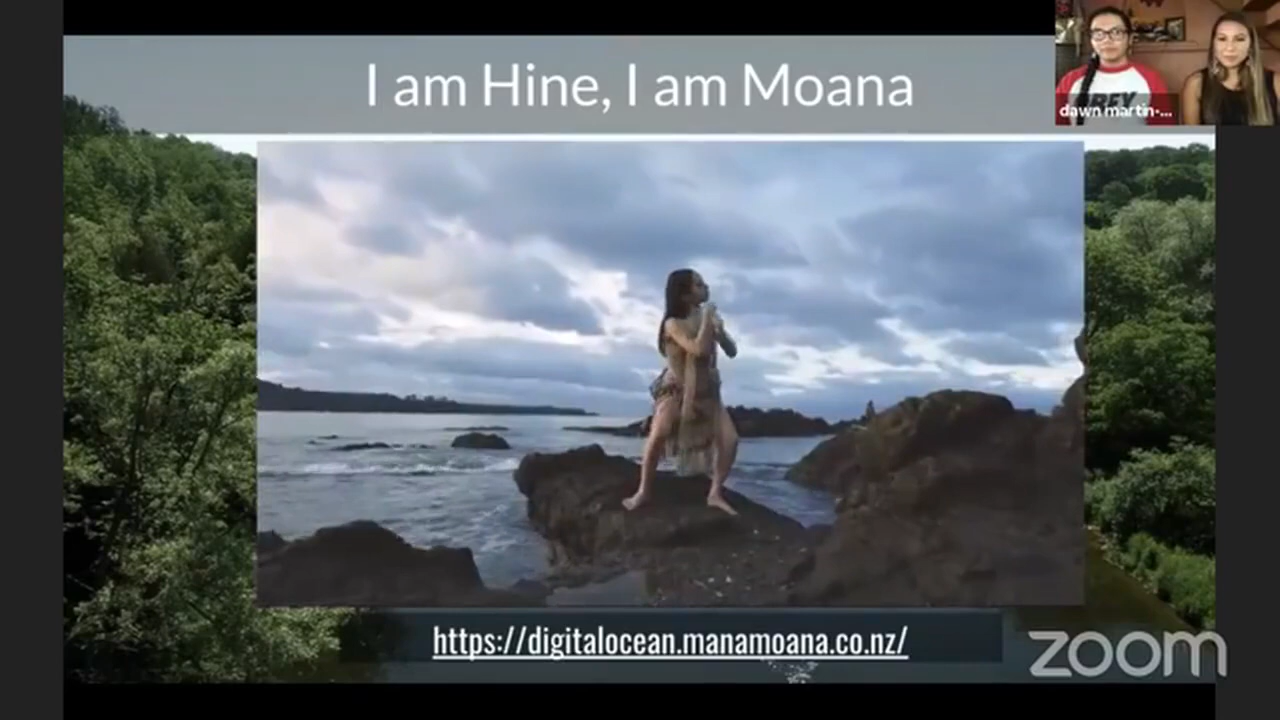 I am Hine, I am Moana
dawn martin-...
https://digitalocean.manamoana.co.nz/
zoom